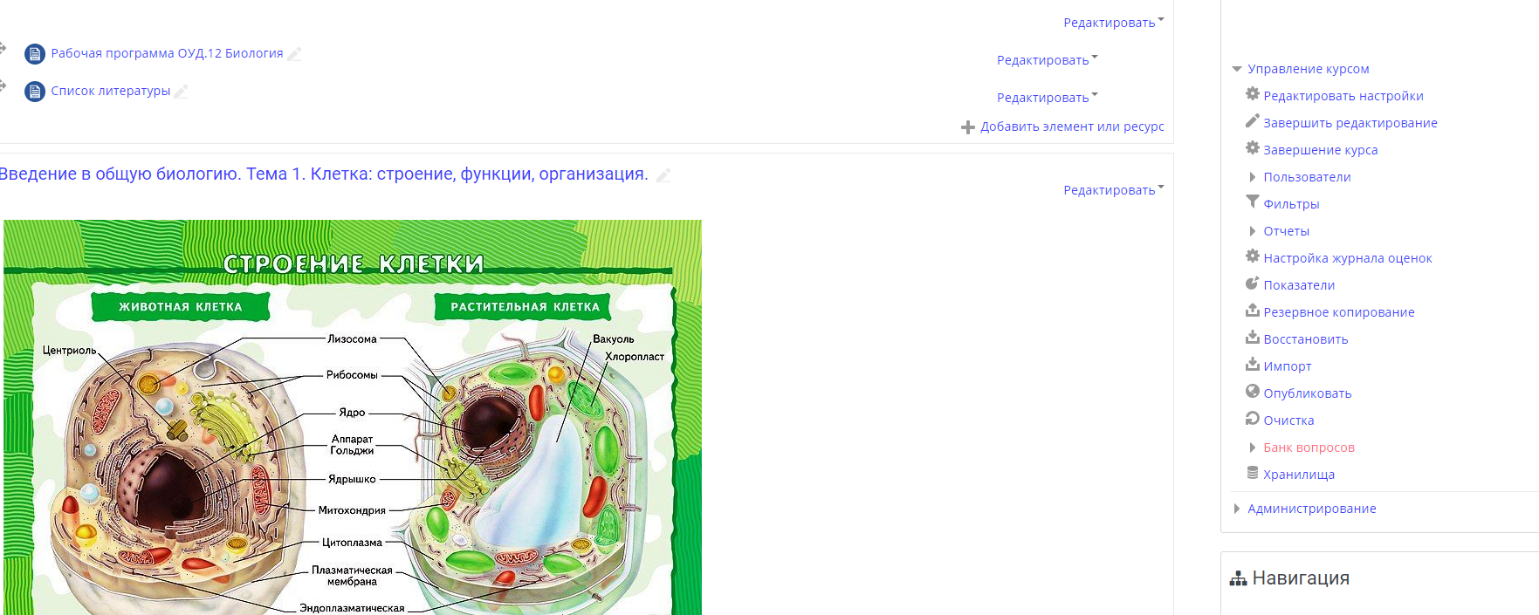 Редактировать
Рабочая программа ОУД.12 Биология
Редактировать
Список литературы
Редактировать
Добавить элемент или ресурс
Введение в общую биологию. Тема 1. Клетка: строение, функции, организация.
Редактировать
СТРОЕНИЕ КЛЕТКИ
ЖИВОТНАЯ КЛЕТКА
РАСТИТЕЛЬНАЯ КЛЕТКА
Центриоль
Лизосома
Вакуоль
Хлоропласт
Рибосомы
Ядро
Аппарат
Гольджи
Ядрышко
Митохондрия
Цитоплазма
Плазматическая
мембрана
Эндоплазматическая
Управление курсом
Редактировать настройки
Завершить редактирование
Завершение курса
Пользователи
Фильтры
Отчеты
Настройка журнала оценок
Показатели
Резервное копирование
Восстановить
Импорт
Опубликовать
Очистка
Банк вопросов
Хранилища
Администрирование
Навигация